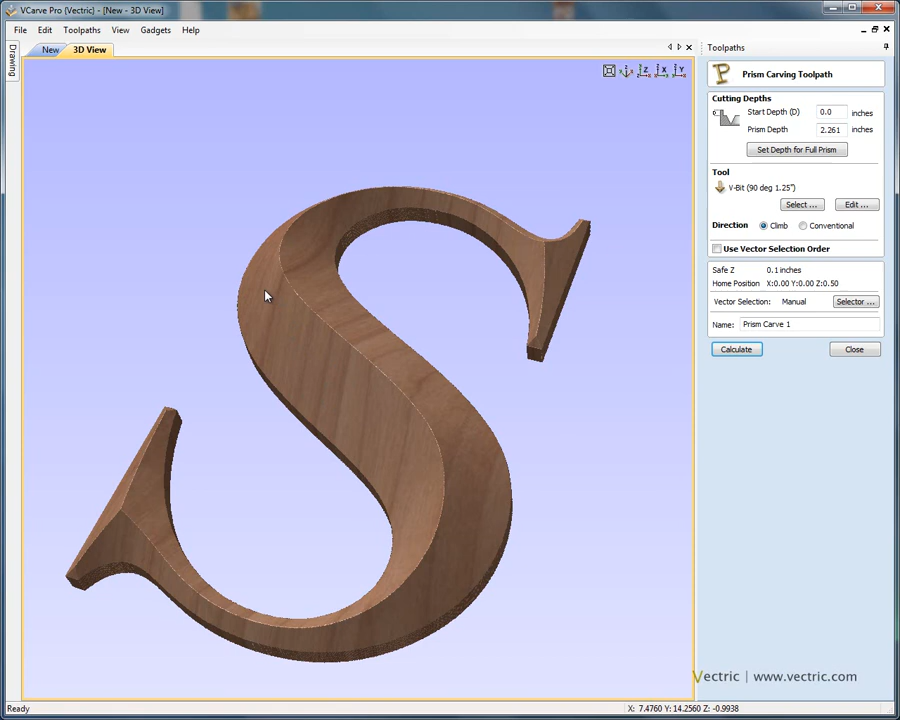 VCarve Pro (Vectric) - [New - 3D View]
File Edit Toolpaths View Gadgets Help
Drawing
New 3D View
Z X Y
Toolpaths
Prism Carving Toolpath
Cutting Depths
Start Depth (D) 0.0 inches
Prism Depth 2.261 inches
Set Depth for Full Prism
Tool
V-Bit (90 deg 1.25")
Select ... Edit ...
Direction Climb Conventional
Use Vector Selection Order
Safe Z 0.1 inches
Home Position X:0.00 Y:0.00 Z:0.50
Vector Selection: Manual Selector ...
Name: Prism Carve 1
Calculate Close
S
Vectric | www.vectric.com
Ready X: 7.4760 Y: 14.2560 Z: -0.9938